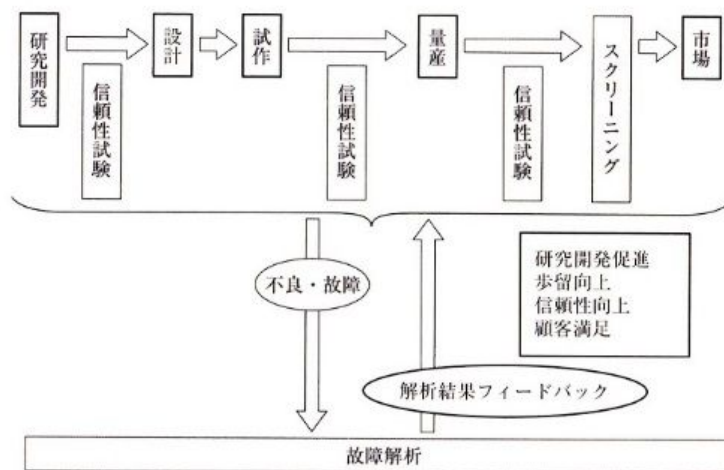 研究開発
設計
試作
量産
スクリーニング
市場
信頼性試験
信頼性試験
信頼性試験
不良・故障
研究開発促進
歩留向上
信頼性向上
顧客満足
解析結果フィードバック
故障解析